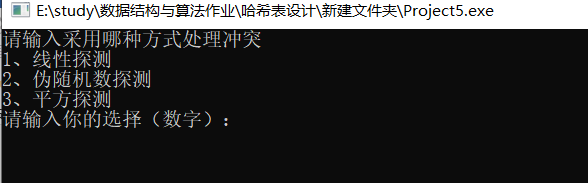 E:\study\数据结构与算法作业\哈希表设计\新建文件夹\Project5.exe
请输入采用哪种方式处理冲突
1、线性探测
2、伪随机数探测
3、平方探测
请输入你的选择（数字）：